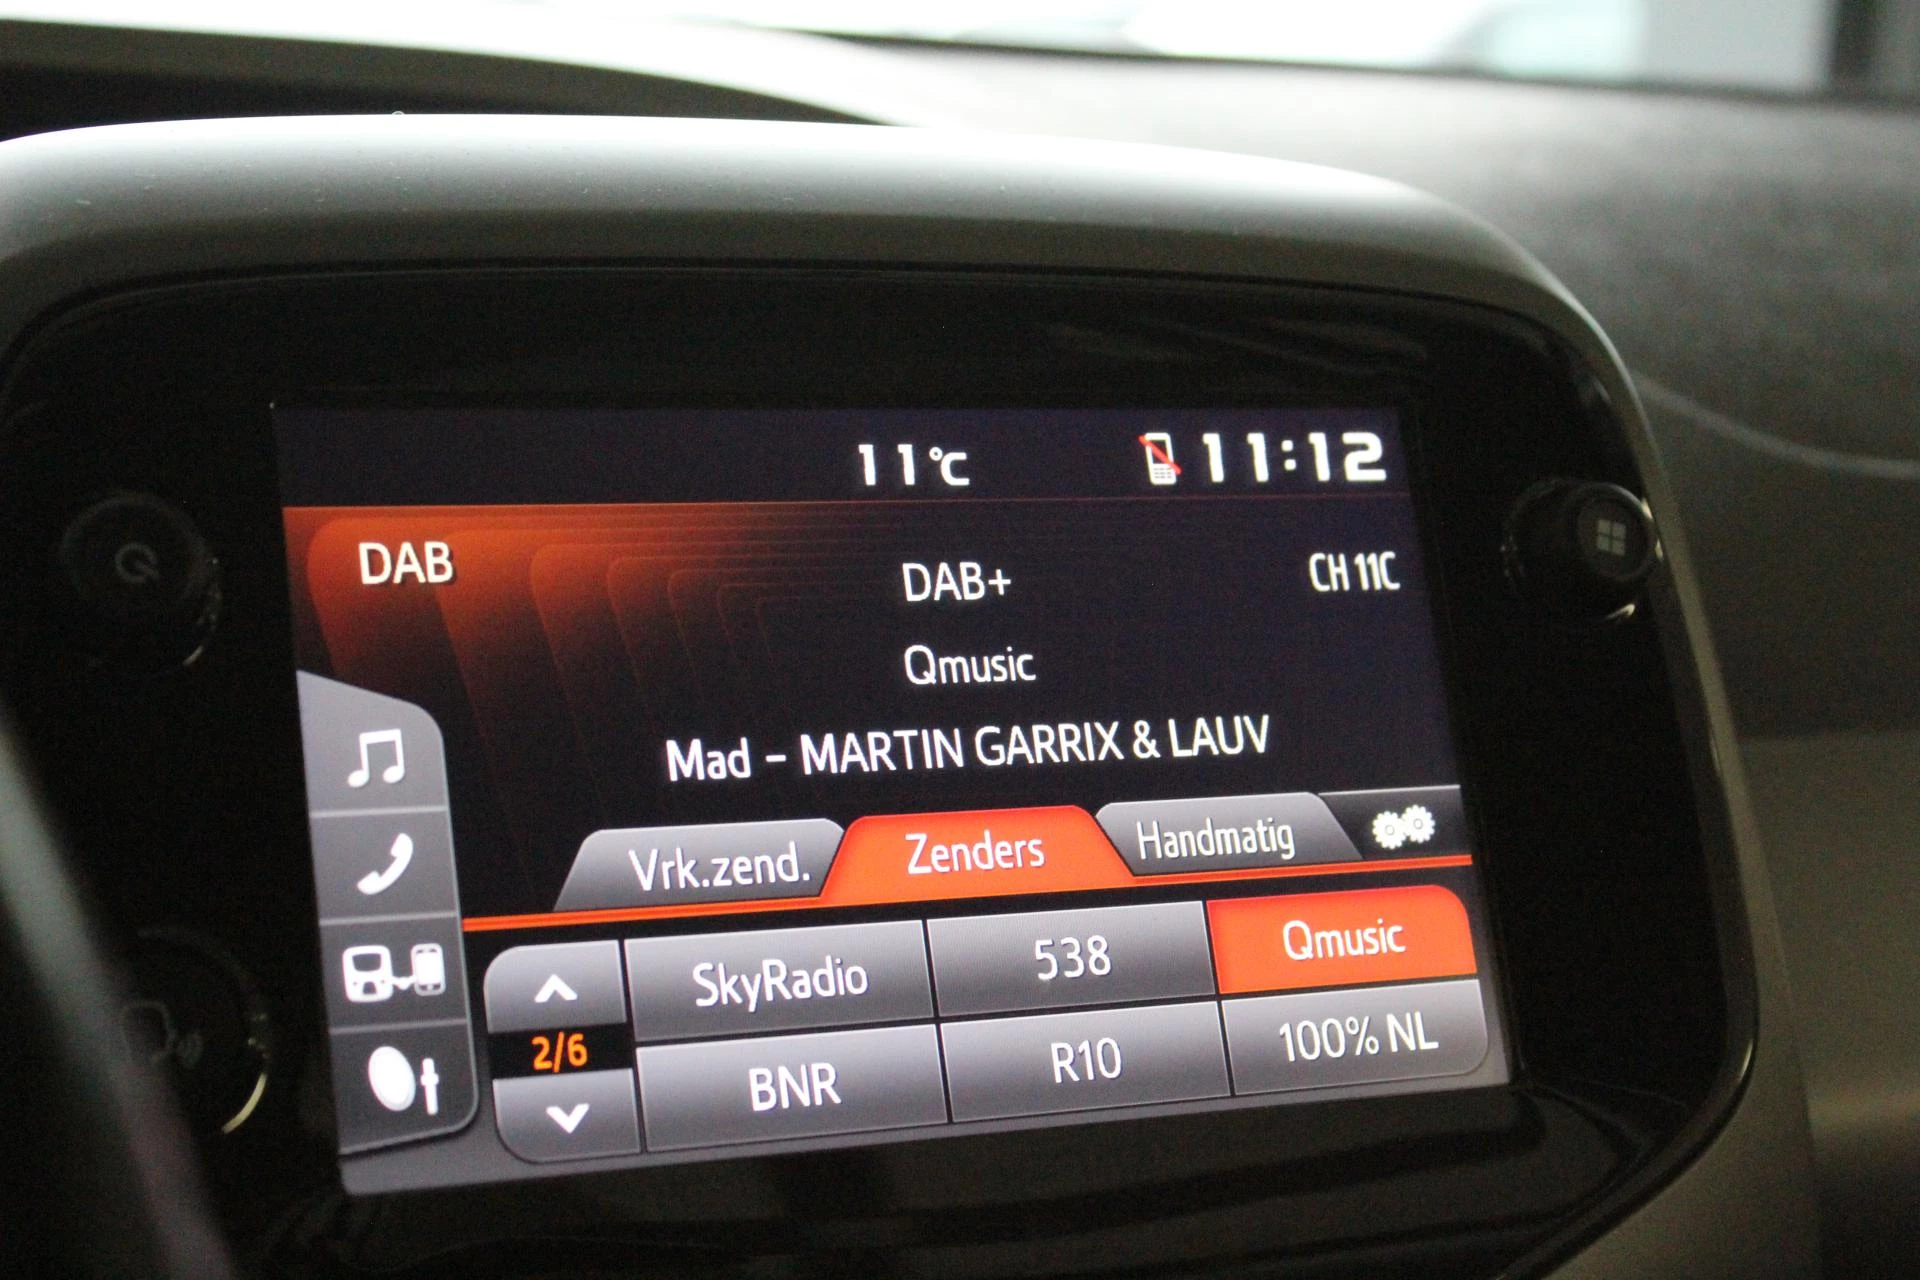 11°C 11:12
DAB DAB+ CH 11C
Qmusic
Mad - MARTIN GARRIX & LAUV
Vrk.zend. Zenders Handmatig
SkyRadio 538 Qmusic
2/6
BNR R10 100% NL